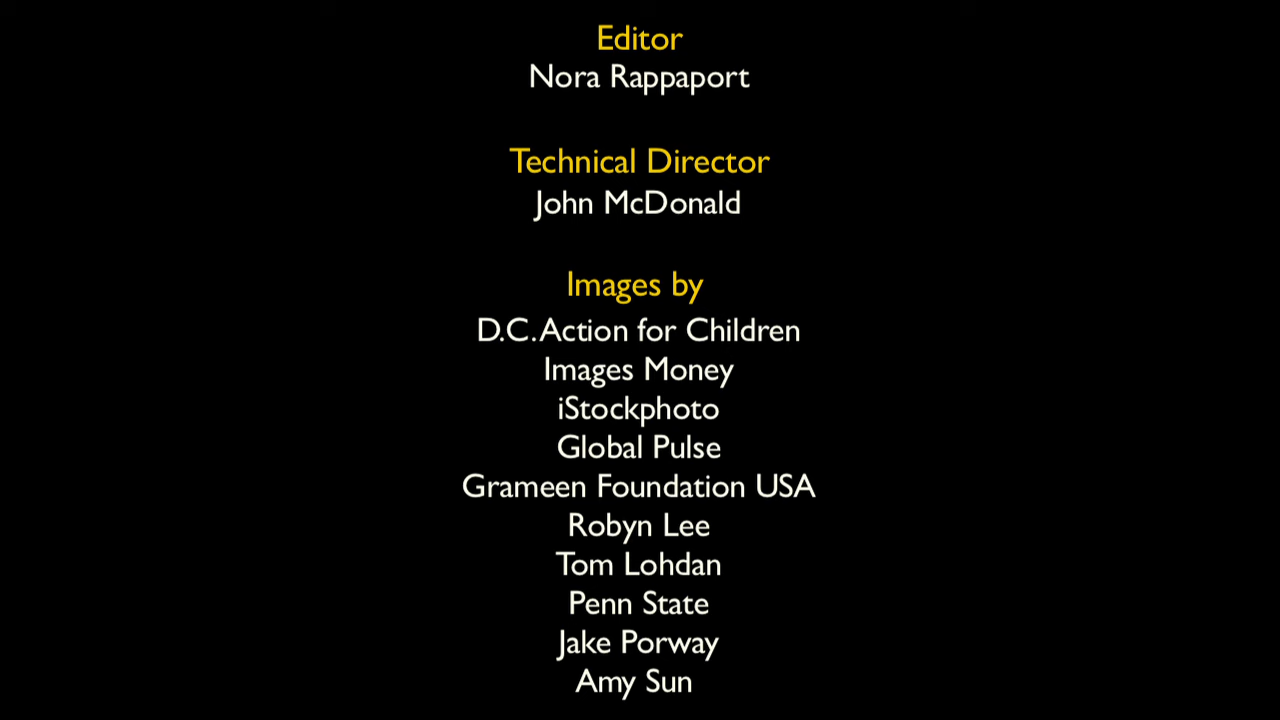 Editor
Nora Rappaport
Technical Director
John McDonald
Images by
D.C. Action for Children
Images Money
iStockphoto
Global Pulse
Grameen Foundation USA
Robyn Lee
Tom Lohdan
Penn State
Jake Porway
Amy Sun